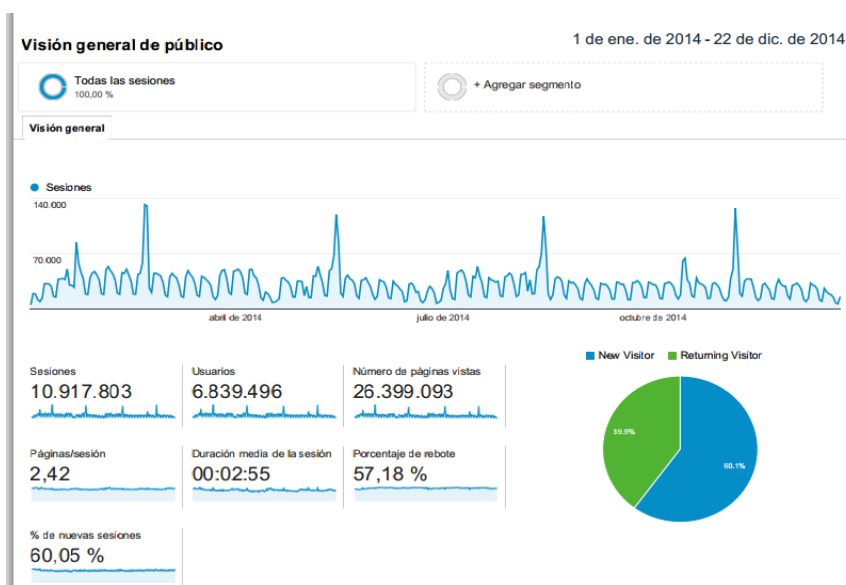 Visión general de público
1 de ene. de 2014 - 22 de dic. de 2014
Todas las sesiones
100,00 %
+ Agregar segmento
Visión general
Sesiones
140.000
70.000
abril de 2014
julio de 2014
octubre de 2014
Sesiones
10.917.803
Usuarios
6.839.496
Número de páginas vistas
26.399.093
Páginas/sesión
2,42
Duración media de la sesión
00:02:55
Porcentaje de rebote
57,18 %
% de nuevas sesiones
60,05 %
New Visitor
Returning Visitor
39.9%
60.1%